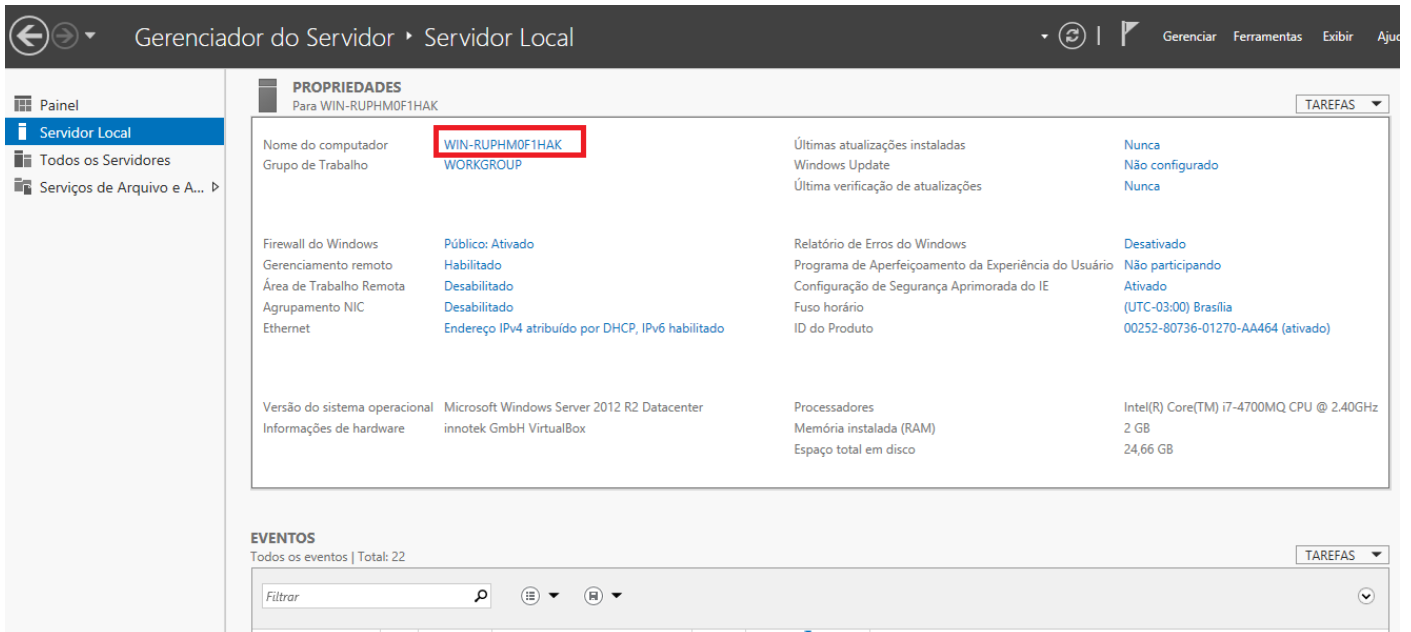 Gerenciador do Servidor ‣ Servidor Local
Gerenciar Ferramentas Exibir Ajuc
Painel
Servidor Local
Todos os Servidores
Serviços de Arquivo e A...
PROPRIEDADES
Para WIN-RUPHM0F1HAK
TAREFAS
Nome do computador WIN-RUPHM0F1HAK
Grupo de Trabalho WORKGROUP
Últimas atualizações instaladas Nunca
Windows Update Não configurado
Última verificação de atualizações Nunca
Firewall do Windows Público: Ativado
Gerenciamento remoto Habilitado
Área de Trabalho Remota Desabilitado
Agrupamento NIC Desabilitado
Ethernet Endereço IPv4 atribuído por DHCP, IPv6 habilitado
Relatório de Erros do Windows Desativado
Programa de Aperfeiçoamento da Experiência do Usuário Não participando
Configuração de Segurança Aprimorada do IE Ativado
Fuso horário (UTC-03:00) Brasília
ID do Produto 00252-80736-01270-AA464 (ativado)
Versão do sistema operacional Microsoft Windows Server 2012 R2 Datacenter
Informações de hardware innotek GmbH VirtualBox
Processadores Intel(R) Core(TM) i7-4700MQ CPU @ 2.40GHz
Memória instalada (RAM) 2 GB
Espaço total em disco 24,66 GB
EVENTOS
Todos os eventos | Total: 22
TAREFAS
Filtrar